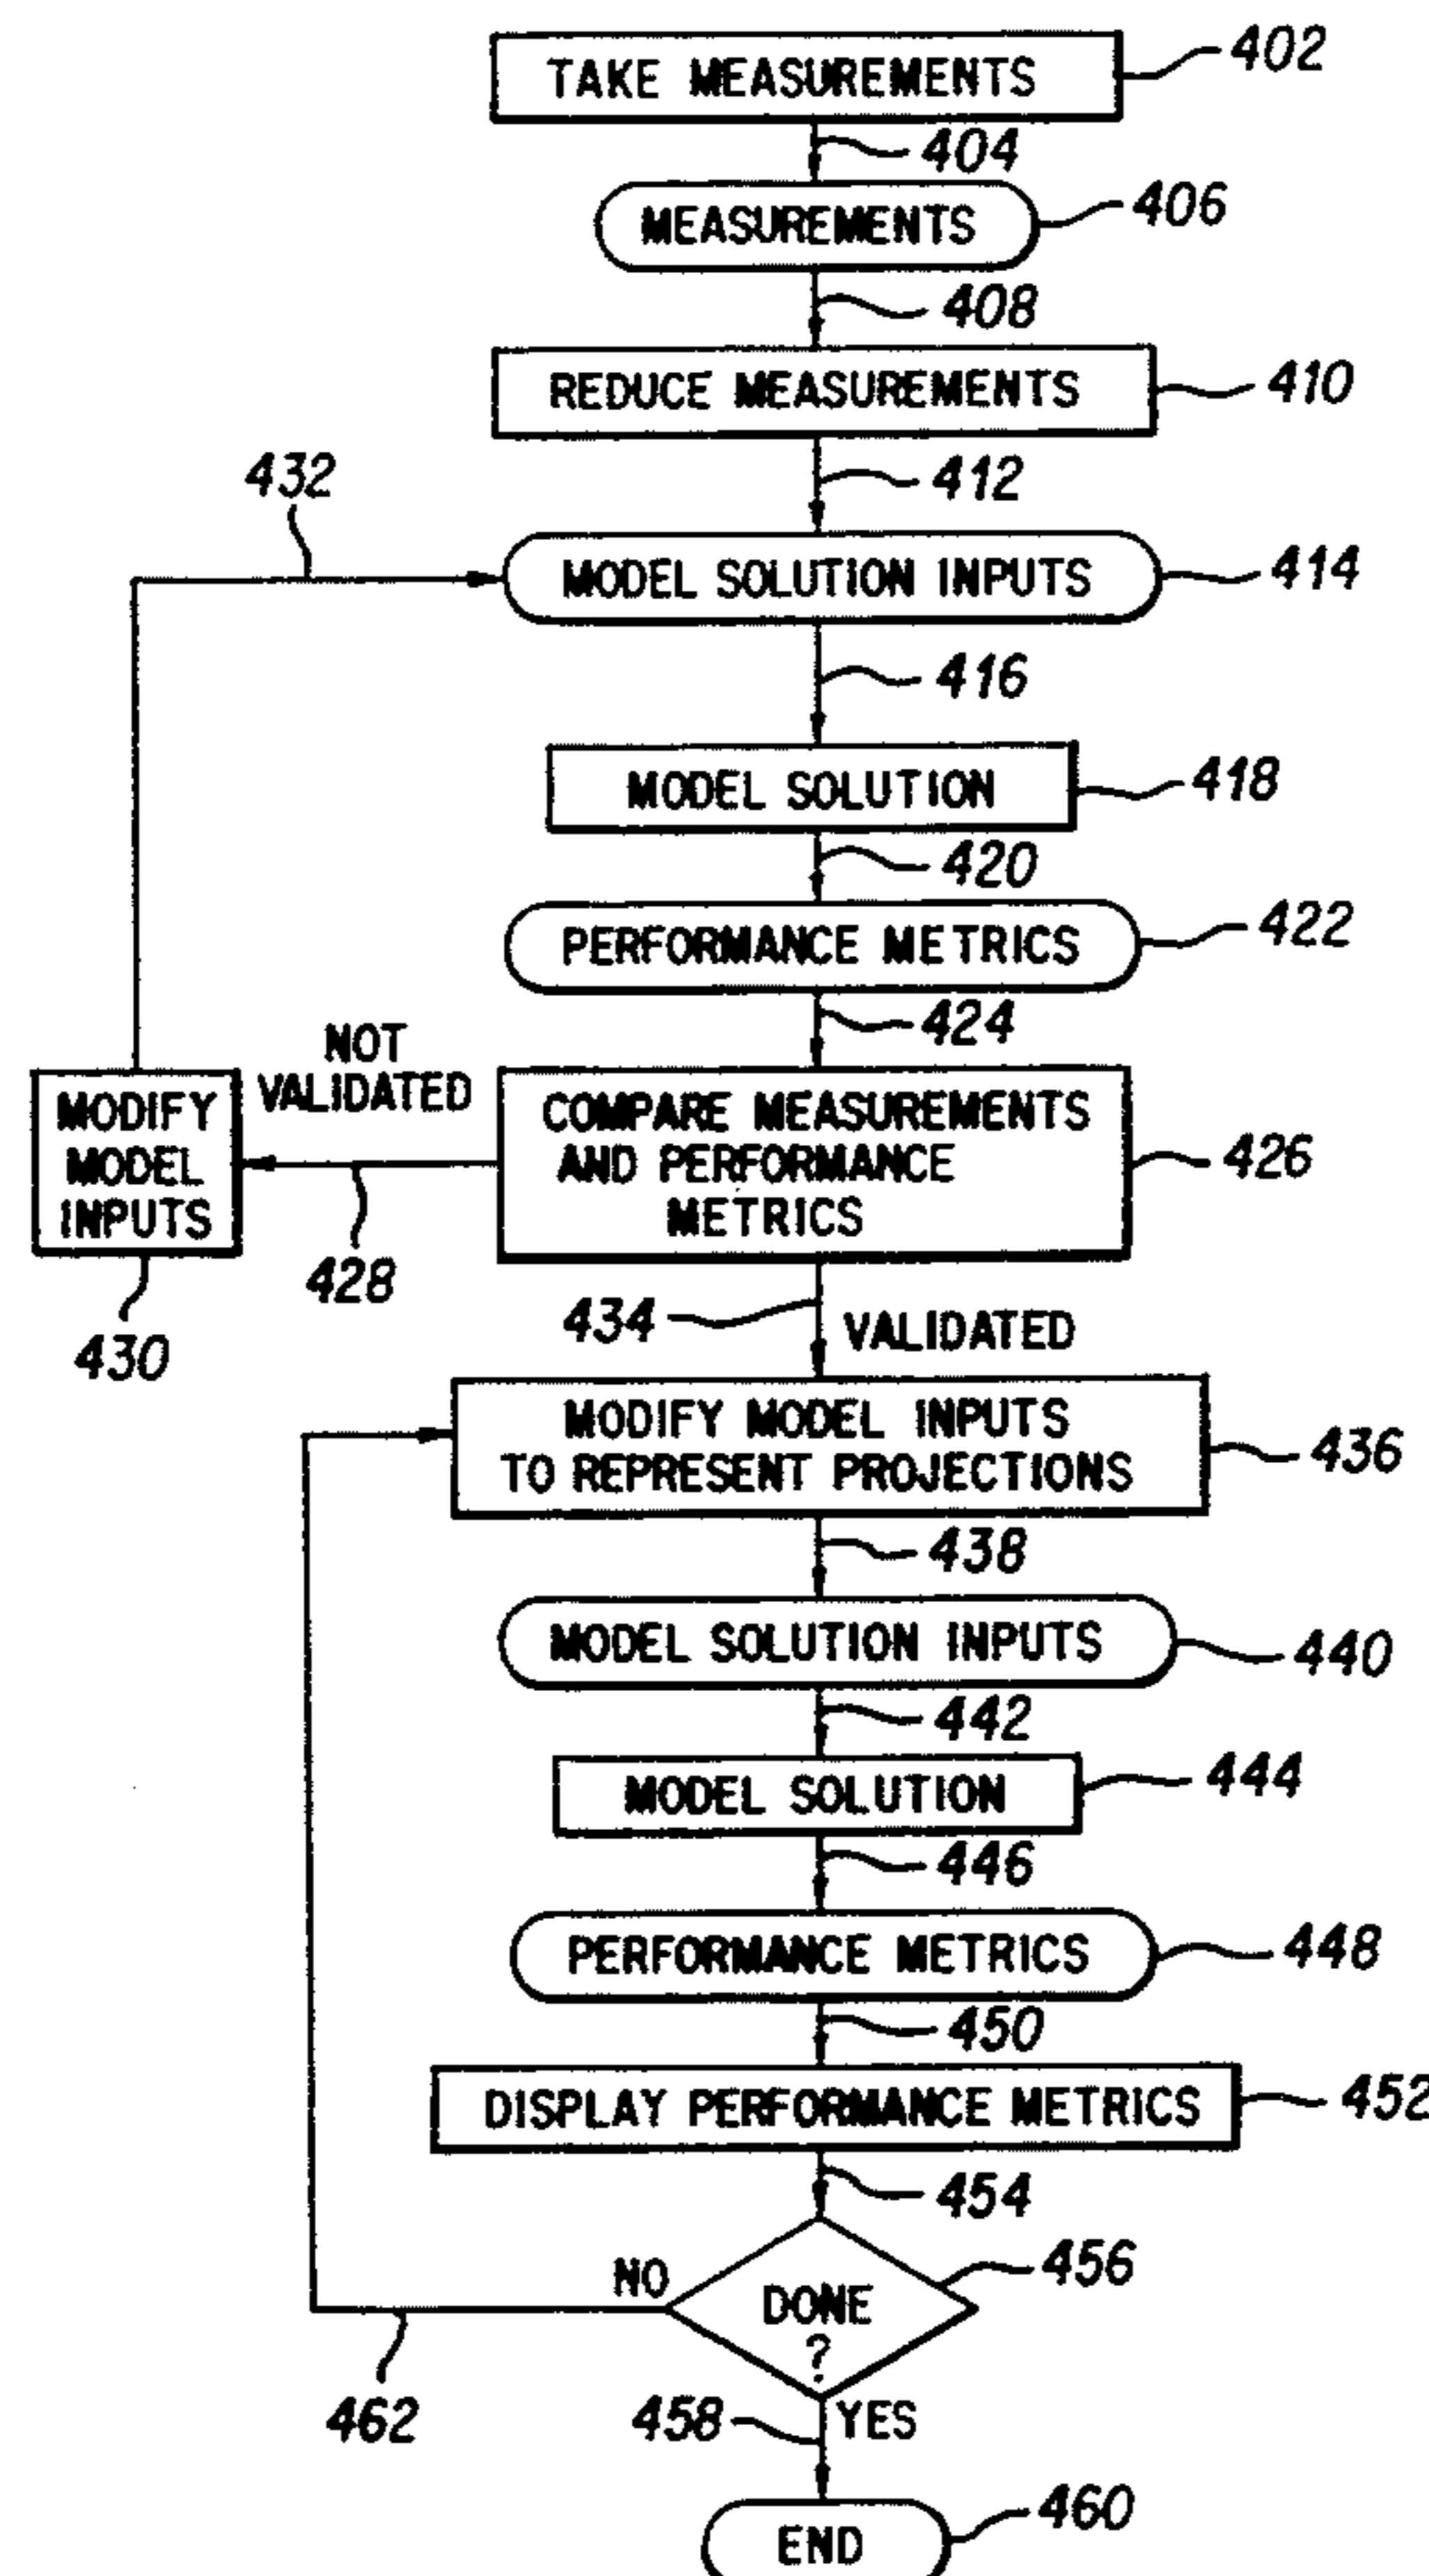 TAKE MEASUREMENTS
402
404
MEASUREMENTS
406
408
REDUCE MEASUREMENTS
410
412
432
MODEL SOLUTION INPUTS
414
416
MODEL SOLUTION
418
420
PERFORMANCE METRICS
422
424
NOT
VALIDATED
MODIFY
MODEL
INPUTS
COMPARE MEASUREMENTS
AND PERFORMANCE
METRICS
426
428
430
434
VALIDATED
MODIFY MODEL INPUTS
TO REPRESENT PROJECTIONS
436
438
MODEL SOLUTION INPUTS
440
442
MODEL SOLUTION
444
446
PERFORMANCE METRICS
448
450
DISPLAY PERFORMANCE METRICS
452
454
NO
DONE
?
456
462
458
YES
END
460